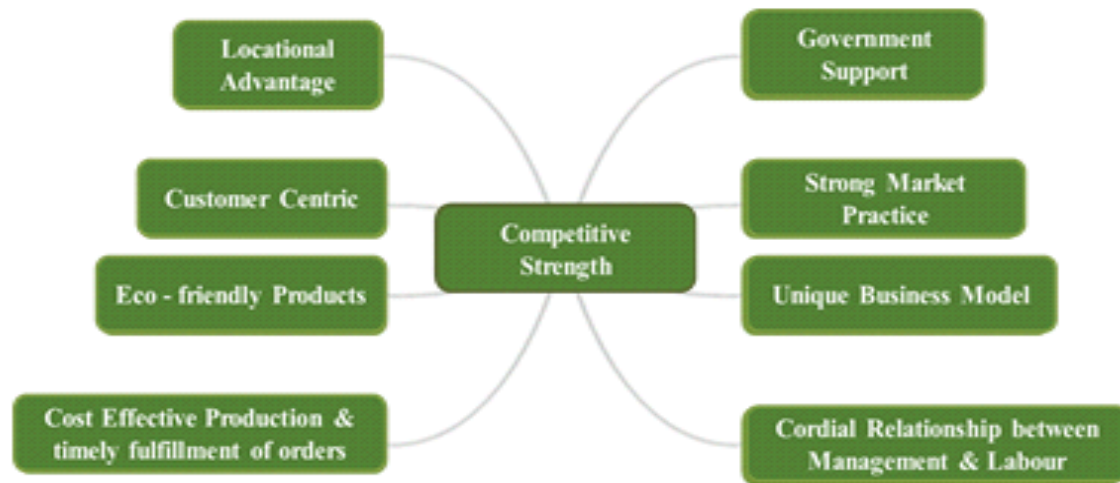 Locational
Advantage
Government
Support
Customer Centric
Strong Market
Practice
Competitive
Strength
Eco - friendly Products
Unique Business Model
Cost Effective Production &
timely fulfillment of orders
Cordial Relationship between
Management & Labour